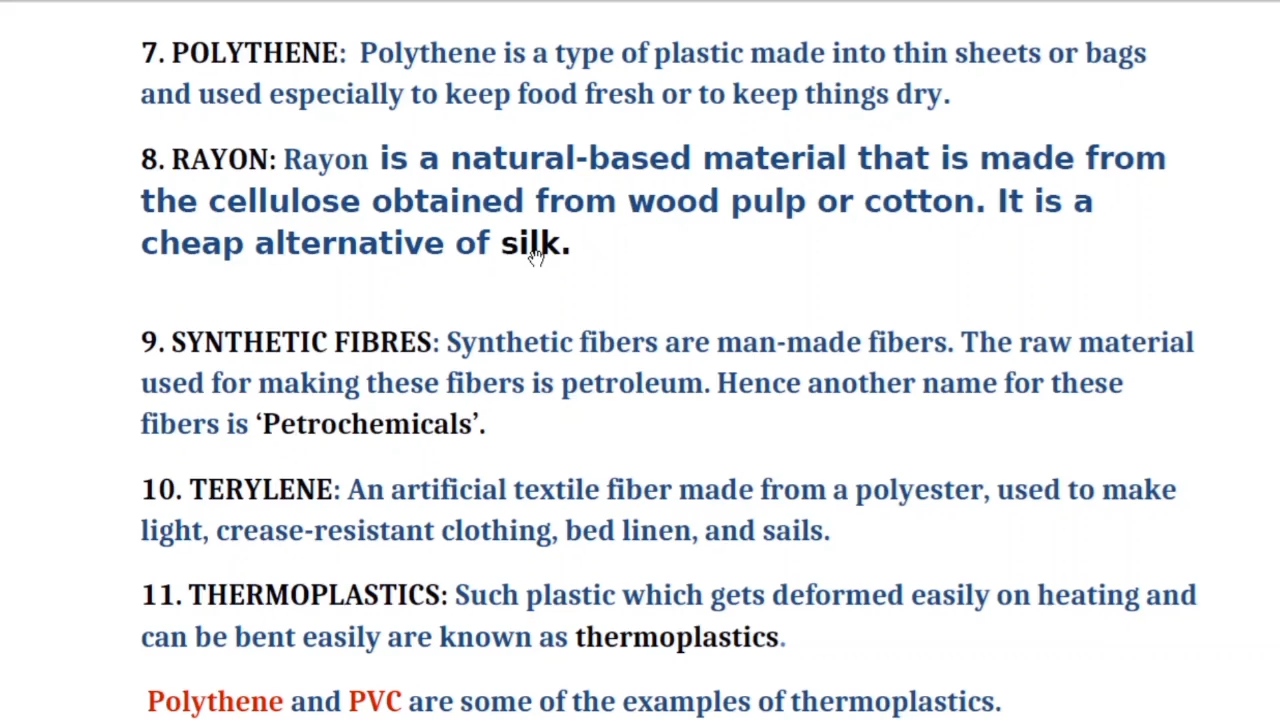 7. POLYTHENE: Polythene is a type of plastic made into thin sheets or bags
and used especially to keep food fresh or to keep things dry.
8. RAYON: Rayon is a natural-based material that is made from
the cellulose obtained from wood pulp or cotton. It is a
cheap alternative of silk.
9. SYNTHETIC FIBRES: Synthetic fibers are man-made fibers. The raw material
used for making these fibers is petroleum. Hence another name for these
fibers is ‘Petrochemicals’.
10. TERYLENE: An artificial textile fiber made from a polyester, used to make
light, crease-resistant clothing, bed linen, and sails.
11. THERMOPLASTICS: Such plastic which gets deformed easily on heating and
can be bent easily are known as thermoplastics.
Polythene and PVC are some of the examples of thermoplastics.